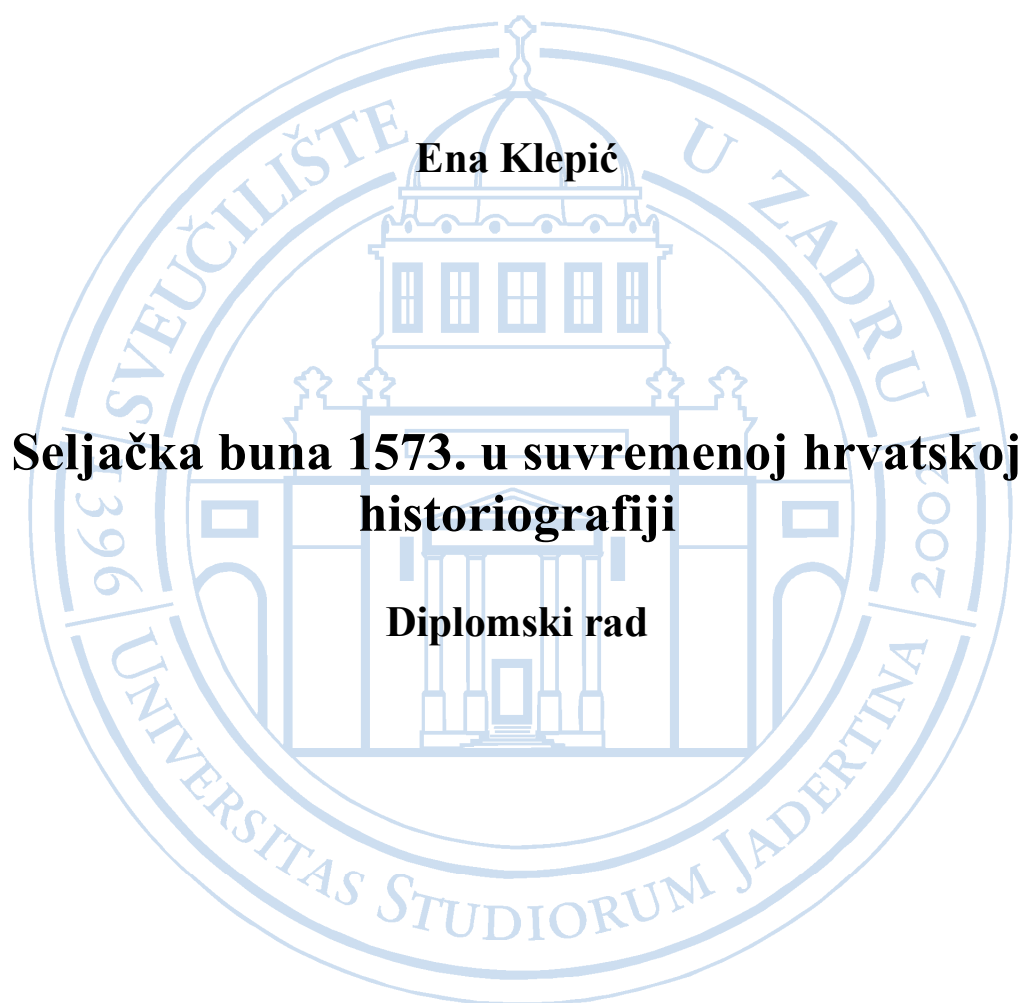 Ena Klepić
Seljačka buna 1573. u suvremenoj hrvatskoj
historiografiji
Diplomski rad
SVEUČILIŠTE U ZADRU
1396
2002
UNIVERSITAS STUDIORUM JADERTINA